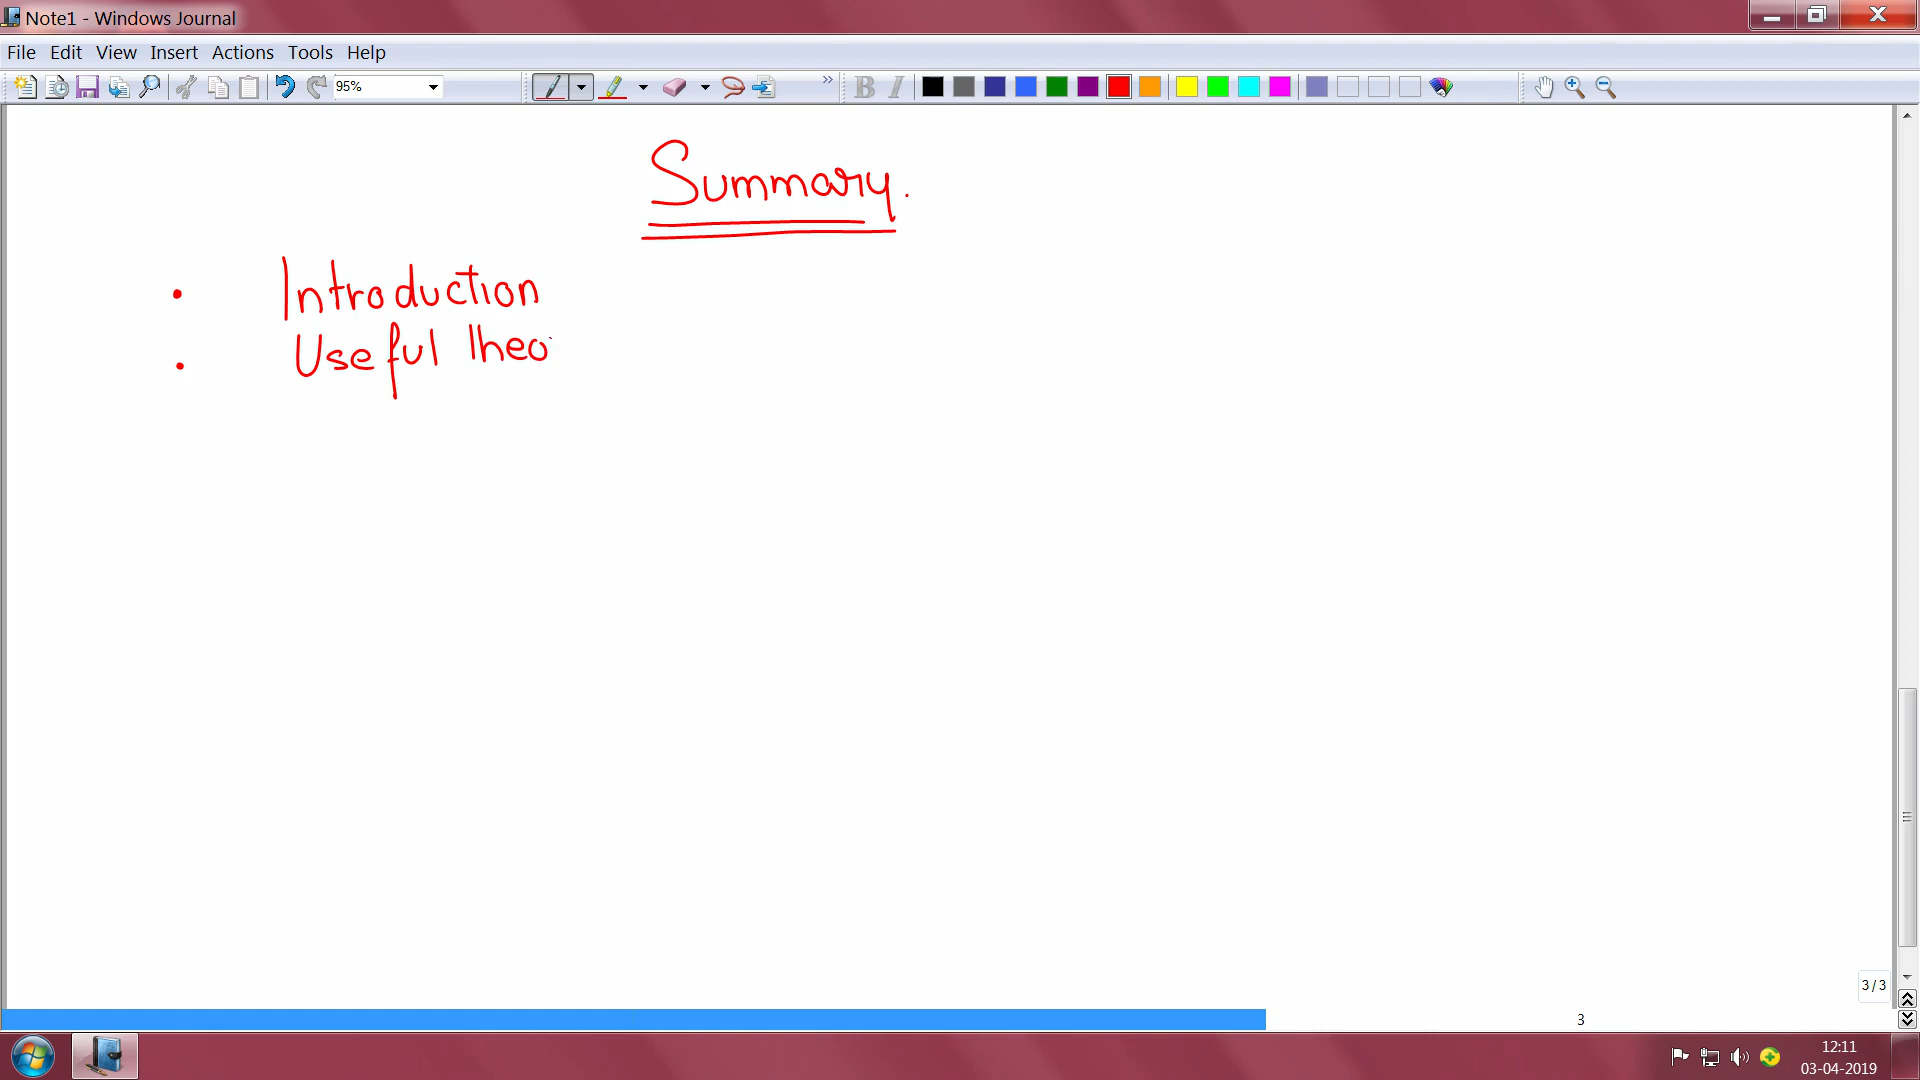 Note1 - Windows Journal
File Edit View Insert Actions Tools Help
95%
B I
Summary.
• Introduction
• Useful Theo
3 / 3
3
12:11
03-04-2019